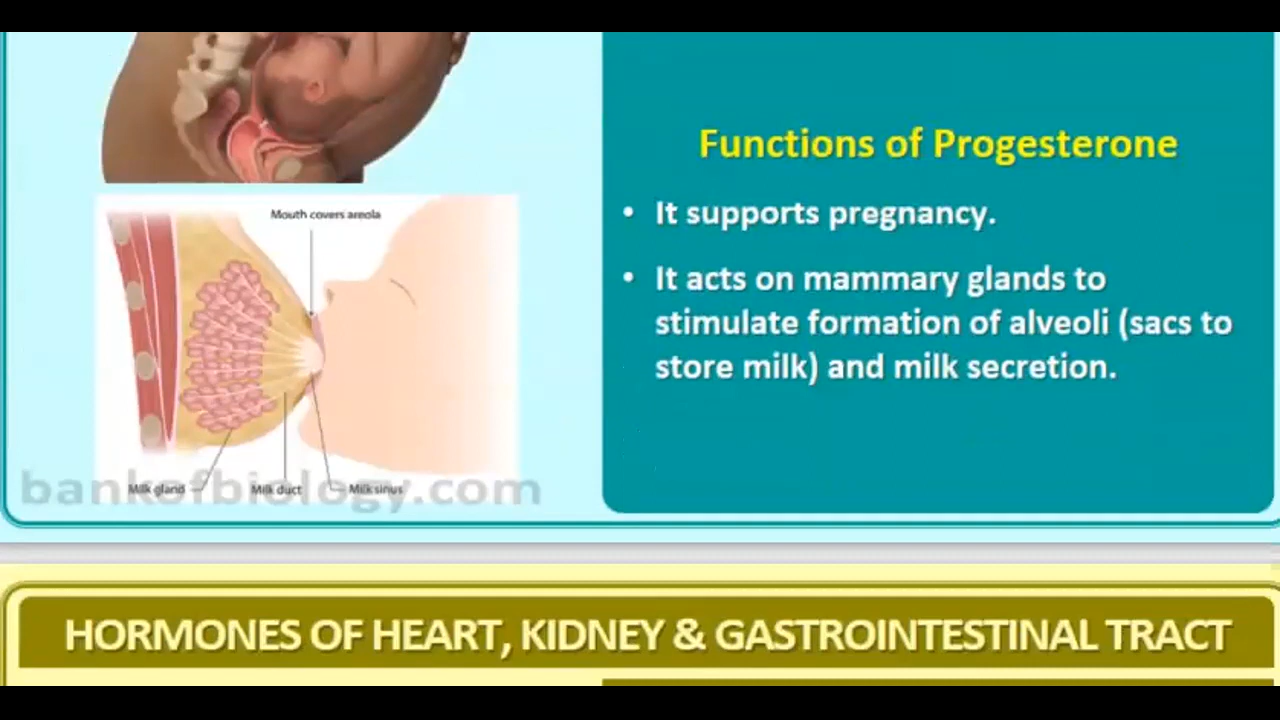 Functions of Progesterone
• It supports pregnancy.
• It acts on mammary glands to
stimulate formation of alveoli (sacs to
store milk) and milk secretion.
Mouth covers areola
Milk gland
Milk duct
Milk sinus
bankofbiology.com
HORMONES OF HEART, KIDNEY & GASTROINTESTINAL TRACT